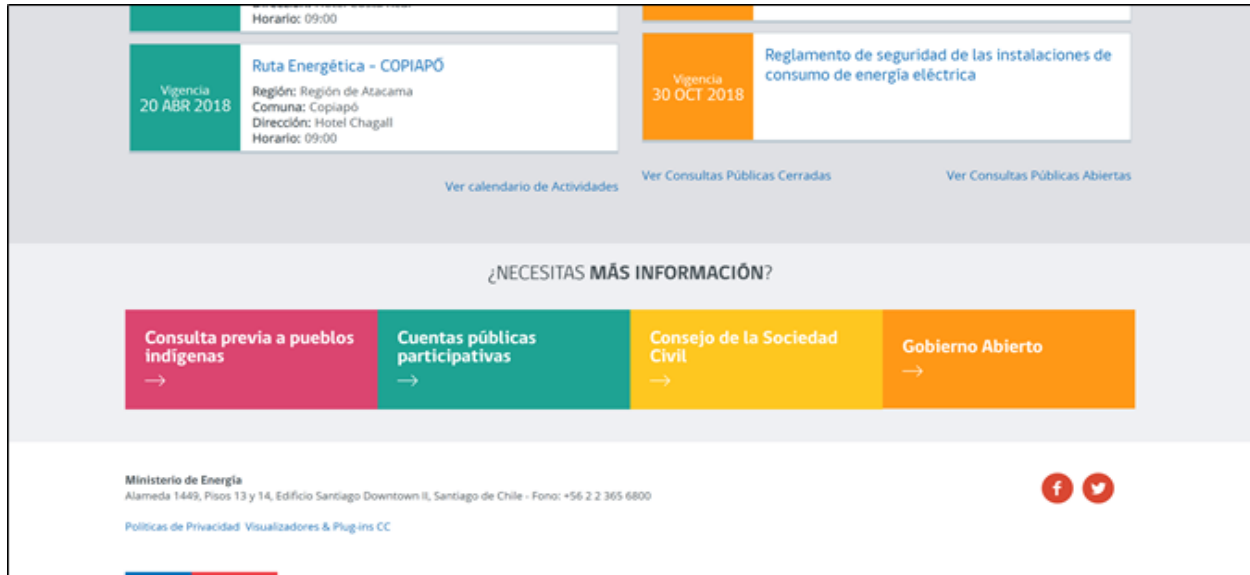 Horario: 09:00
Vigencia
20 ABR 2018
Ruta Energética - COPIAPÓ
Región: Región de Atacama
Comuna: Copiapó
Dirección: Hotel Chagall
Horario: 09:00
Ver calendario de Actividades
Vigencia
30 OCT 2018
Reglamento de seguridad de las instalaciones de
consumo de energía eléctrica
Ver Consultas Públicas Cerradas
Ver Consultas Públicas Abiertas
¿NECESITAS MÁS INFORMACIÓN?
Consulta previa a pueblos
indígenas
Cuentas públicas
participativas
Consejo de la Sociedad
Civil
Gobierno Abierto
Ministerio de Energía
Alameda 1449, Pisos 13 y 14, Edificio Santiago Downtown II, Santiago de Chile - Fono: +56 2 2 365 6800
Políticas de Privacidad Visualizadores & Plug-ins CC